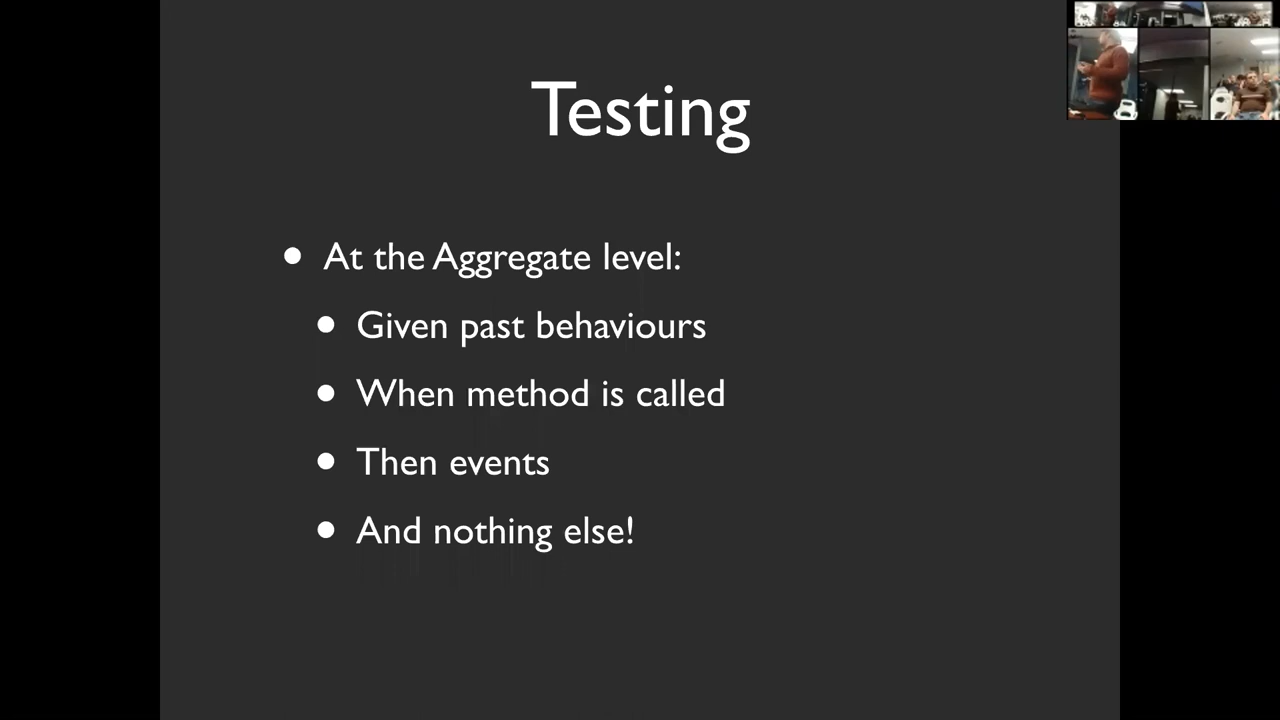 Testing
• At the Aggregate level:
• Given past behaviours
• When method is called
• Then events
• And nothing else!